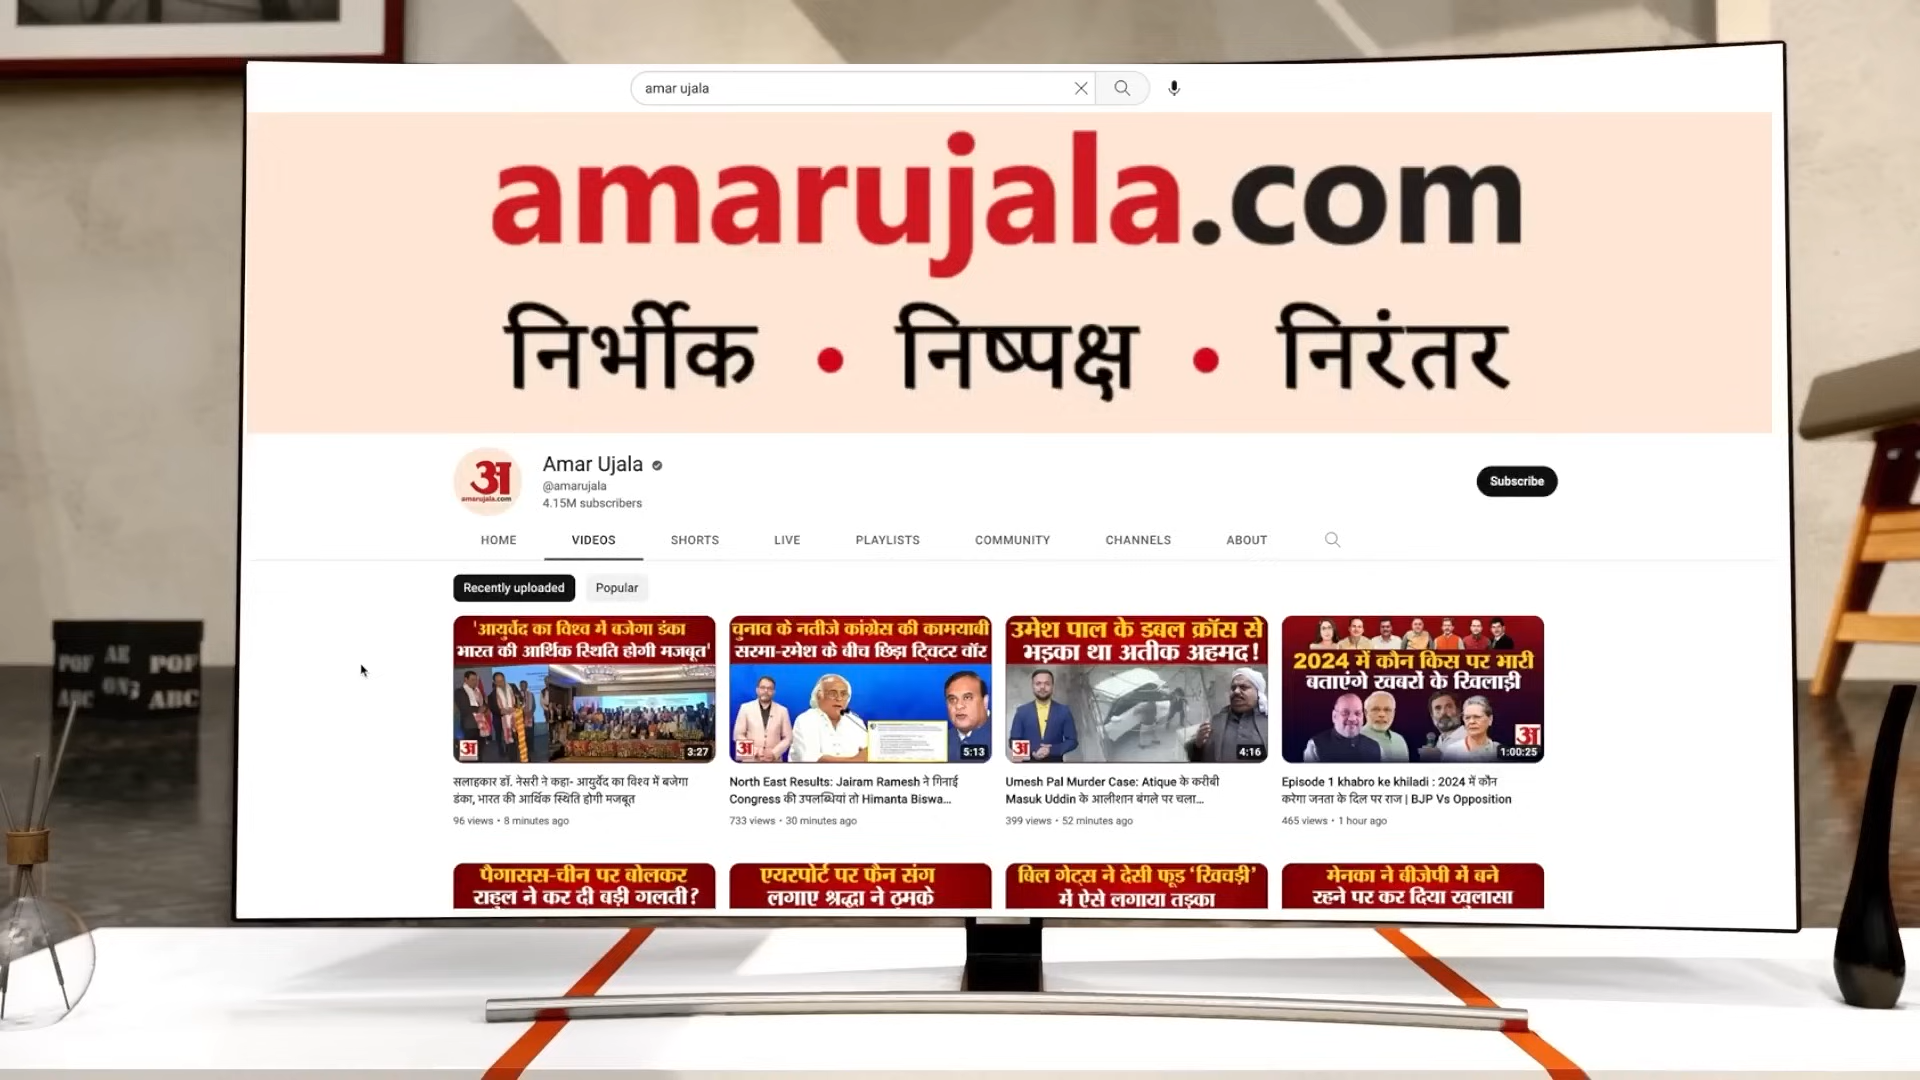 amar ujala
amarujala.com
निर्भीक • निष्पक्ष • निरंतर
अ
amarujala.com
Amar Ujala
@amarujala
4.15M subscribers
Subscribe
HOME VIDEOS SHORTS LIVE PLAYLISTS COMMUNITY CHANNELS ABOUT
Recently uploaded Popular
'आयुर्वेद का विश्व में बजेगा डंका
भारत की आर्थिक स्थिति होगी मजबूत'
अ
3:27
चुनाव के नतीजे कांग्रेस की कामयाबी
सरमा-रमेश के बीच छिड़ा ट्विटर वॉर
अ
5:13
उमेश पाल के डबल क्रॉस से
भड़का था अतीक अहमद!
अ
4:16
2024 में कौन किस पर भारी
बताएंगे खबरों के खिलाड़ी
अ
1:00:25
सलाहकार डॉ. नेसरी ने कहा- आयुर्वेद का विश्व में बजेगा
डंका, भारत की आर्थिक स्थिति होगी मजबूत
96 views • 8 minutes ago
North East Results: Jairam Ramesh ने गिनाई
Congress की उपलब्धियां तो Himanta Biswa...
733 views • 30 minutes ago
Umesh Pal Murder Case: Atique के करीबी
Masuk Uddin के आलीशान बंगले पर चला...
399 views • 52 minutes ago
Episode 1 khabro ke khiladi : 2024 में कौन
करेगा जनता के दिल पर राज | BJP Vs Opposition
465 views • 1 hour ago
पैगासस-चीन पर बोलकर
राहुल ने कर दी बड़ी गलती?
एयरपोर्ट पर फैन संग
लगाए श्रद्धा ने ठुमके
बिल गेट्स ने देसी फूड 'खिचड़ी'
में ऐसे लगाया तड़का
मेनका ने बीजेपी में बने
रहने पर कर दिया खुलासा